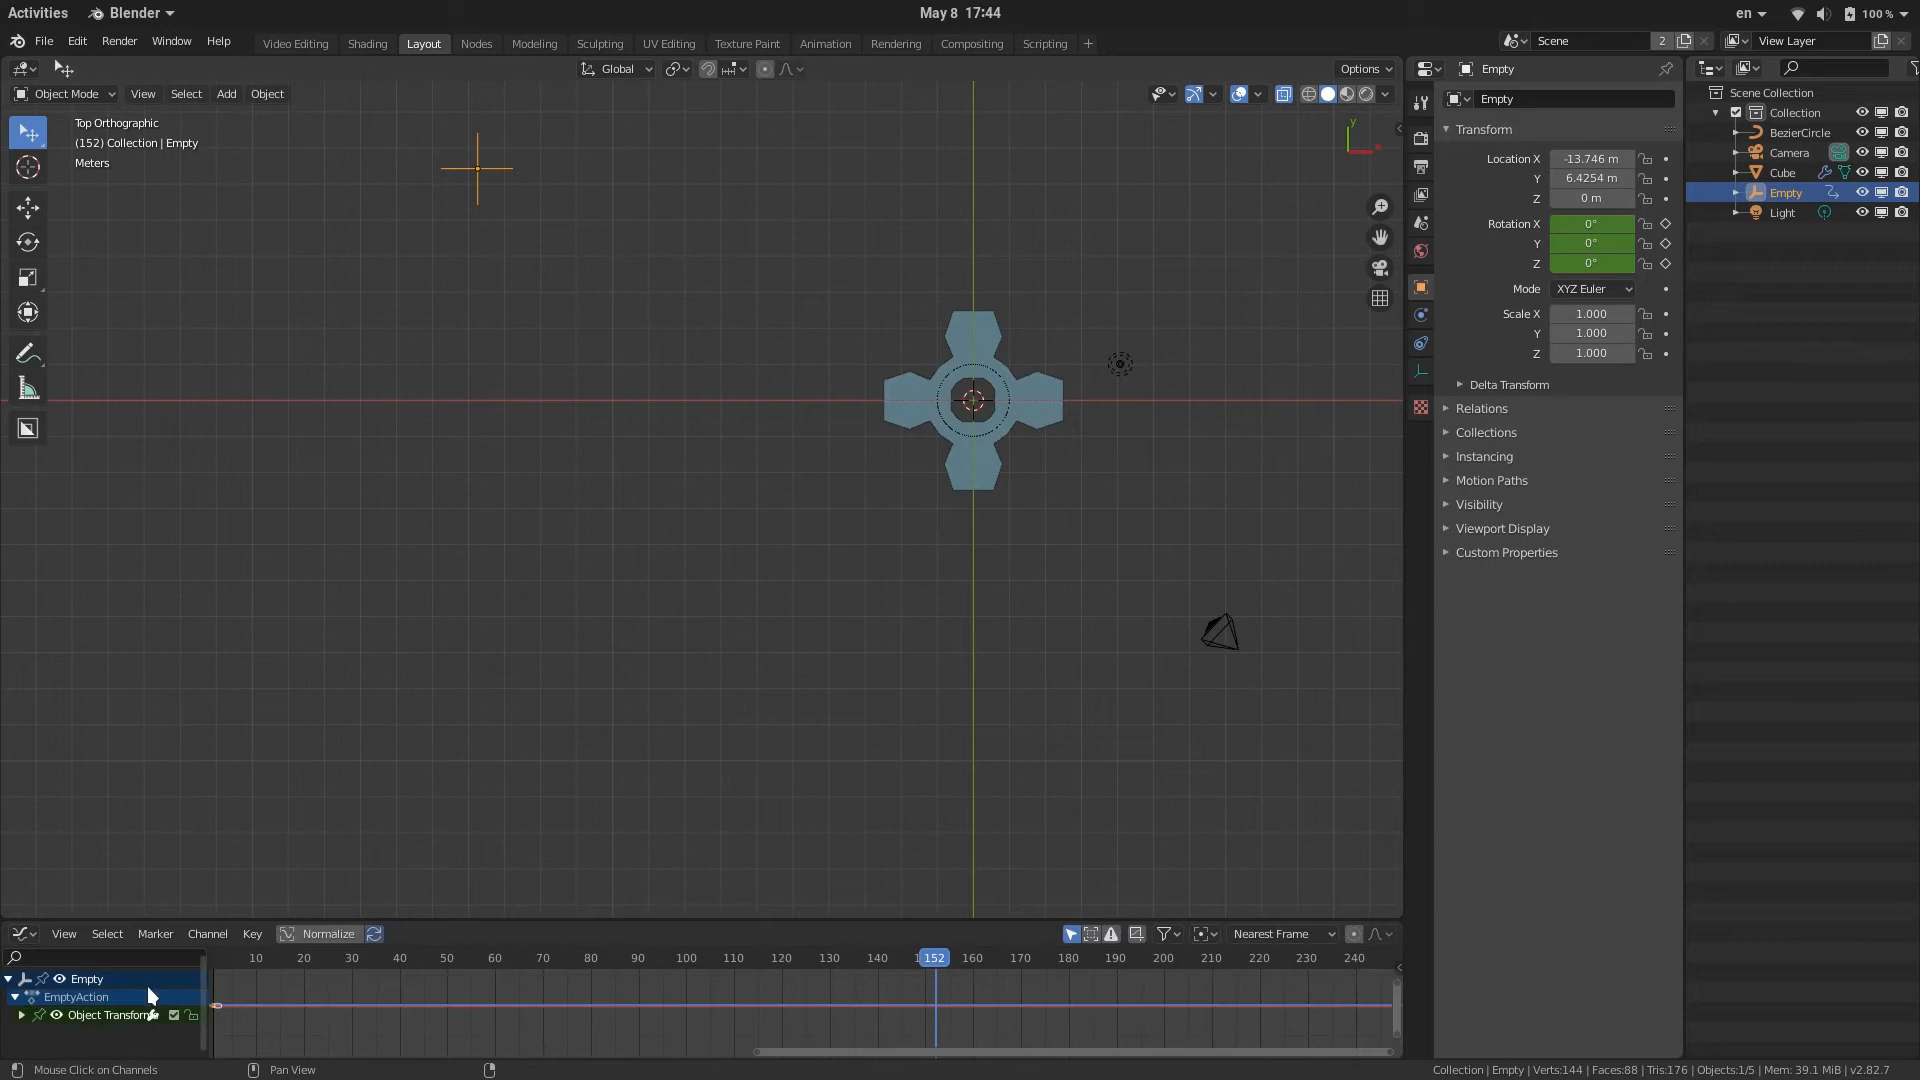 Activities Blender May 8 17:44 en 100 %
File Edit Render Window Help Video Editing Shading Layout Nodes Modeling Sculpting UV Editing Texture Paint Animation Rendering Compositing Scripting + Scene 2 View Layer
Global Options
Object Mode View Select Add Object
Top Orthographic
(152) Collection | Empty
Meters
y
x
Empty
Empty
Transform
Location X -13.746 m
Y 6.4254 m
Z 0 m
Rotation X 0°
Y 0°
Z 0°
Mode XYZ Euler
Scale X 1.000
Y 1.000
Z 1.000
Delta Transform
Relations
Collections
Instancing
Motion Paths
Visibility
Viewport Display
Custom Properties
Scene Collection
Collection
BezierCircle
Camera
Cube
Empty
Light
View Select Marker Channel Key Normalize Nearest Frame
10 20 30 40 50 60 70 80 90 100 110 120 130 140 152 160 170 180 190 200 210 220 230 240
Empty
EmptyAction
Object Transforms
Mouse Click on Channels Pan View Collection | Empty | Verts:144 | Faces:88 | Tris:176 | Objects:1/5 | Mem: 39.1 MiB | v2.82.7